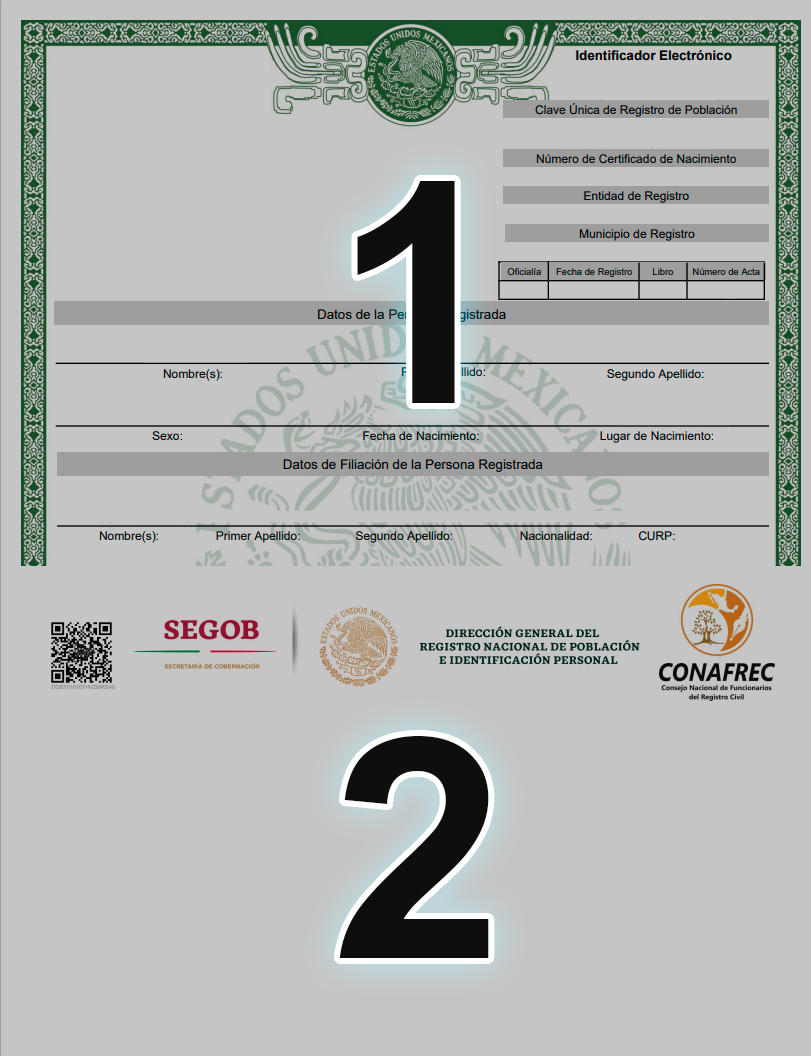 ESTADOS UNIDOS MEXICANOS
Identificador Electrónico
Clave Única de Registro de Población
Número de Certificado de Nacimiento
Entidad de Registro
Municipio de Registro
Oficialía Fecha de Registro Libro Número de Acta
1
Datos de la Pe gistrada
ESTADOS UNIDOS MEXICANOS
Nombre(s): P llido: Segundo Apellido:
Sexo: Fecha de Nacimiento: Lugar de Nacimiento:
Datos de Filiación de la Persona Registrada
Nombre(s): Primer Apellido: Segundo Apellido: Nacionalidad: CURP:
SEGOB
SECRETARÍA DE GOBERNACIÓN
ESTADOS UNIDOS MEXICANOS
DIRECCIÓN GENERAL DEL
REGISTRO NACIONAL DE POBLACIÓN
E IDENTIFICACIÓN PERSONAL
CONAFREC
Consejo Nacional de Funcionarios
del Registro Civil
2